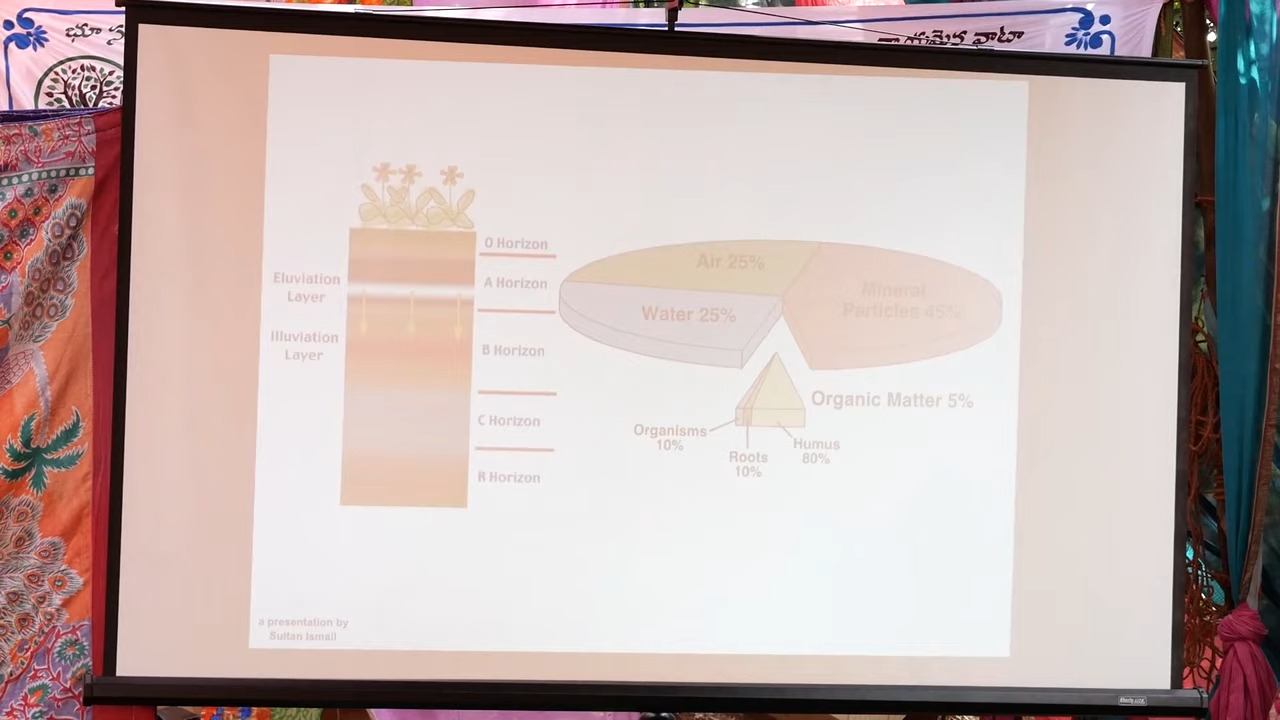 భూ
వాటా
O Horizon
Eluviation
Layer
A Horizon
Illuviation
Layer
B Horizon
C Horizon
R Horizon
Air 25%
Water 25%
Mineral
Particles 45%
Organic Matter 5%
Organisms
10%
Roots
10%
Humus
80%
a presentation by
Sultan Ismail